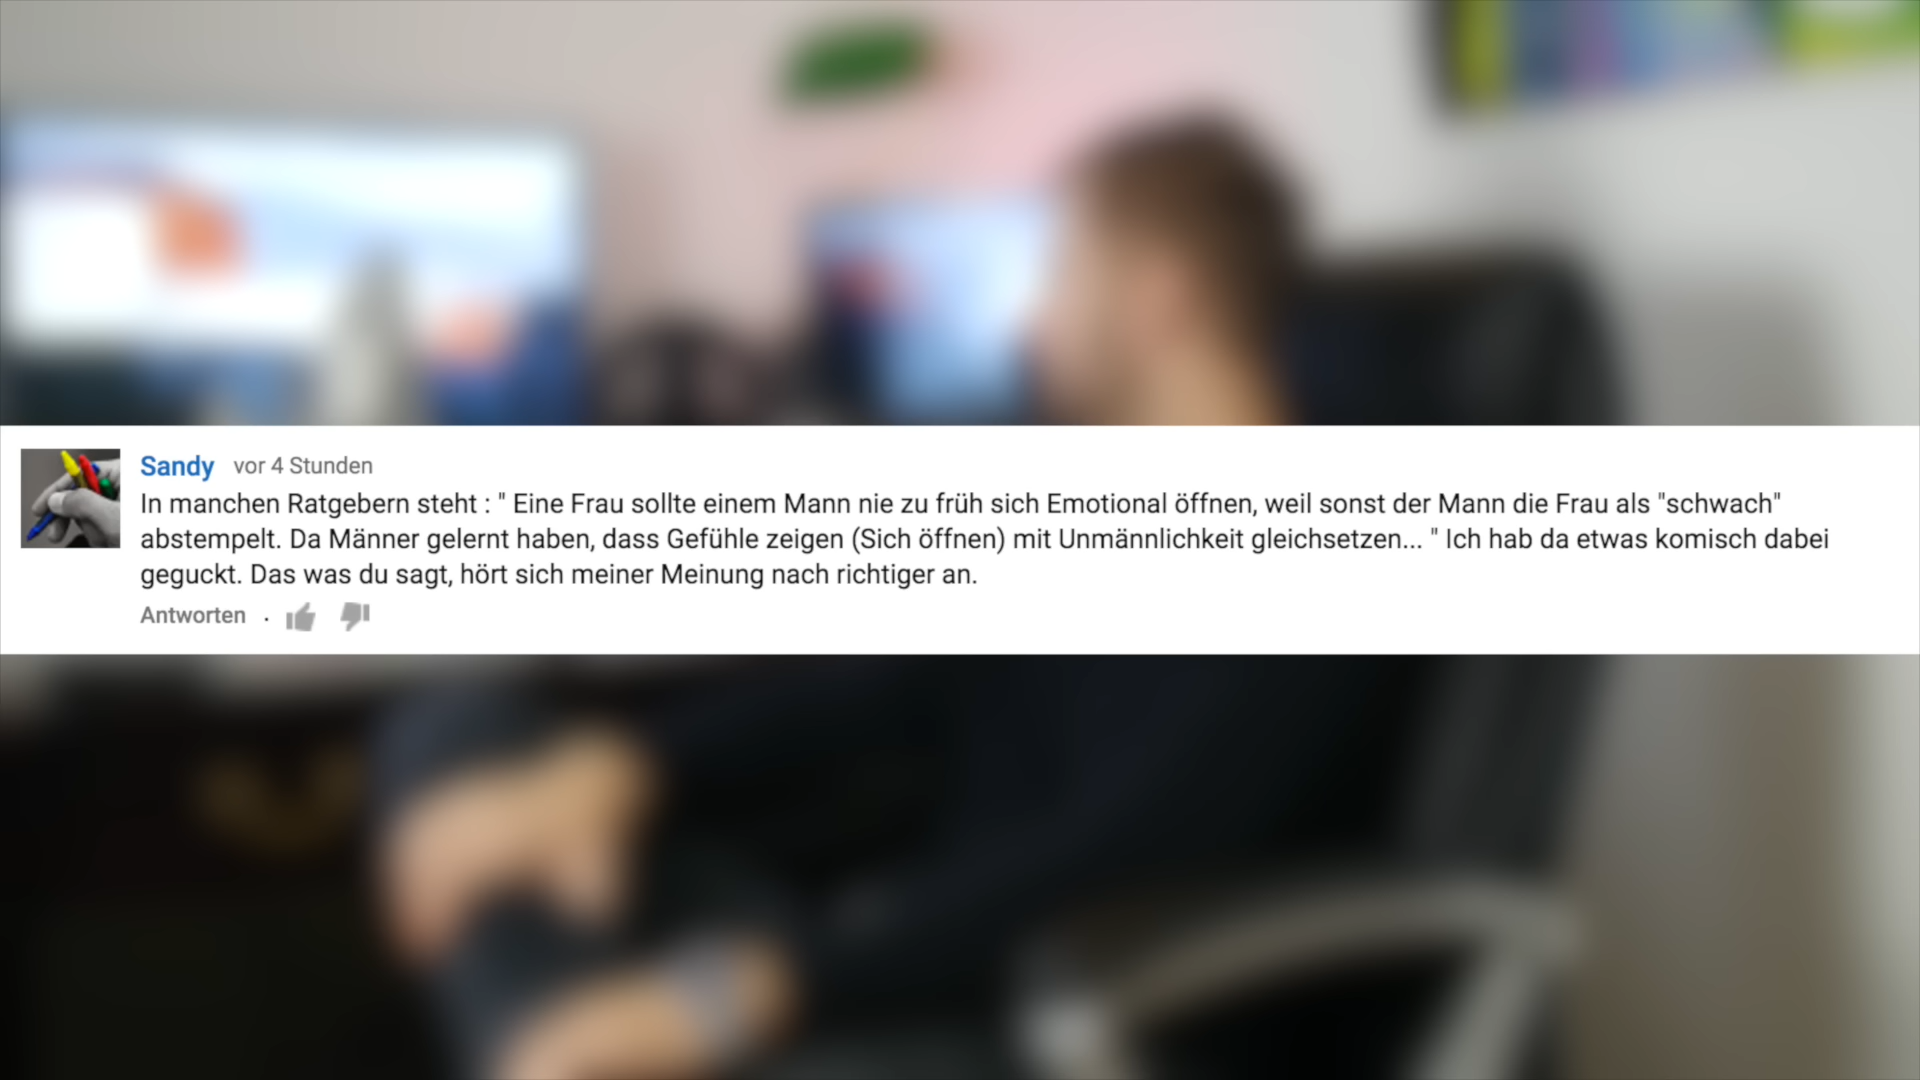 Sandy vor 4 Stunden
In manchen Ratgebern steht : " Eine Frau sollte einem Mann nie zu früh sich Emotional öffnen, weil sonst der Mann die Frau als "schwach"
abstempelt. Da Männer gelernt haben, dass Gefühle zeigen (Sich öffnen) mit Unmännlichkeit gleichsetzen... " Ich hab da etwas komisch dabei
geguckt. Das was du sagt, hört sich meiner Meinung nach richtiger an.
Antworten .